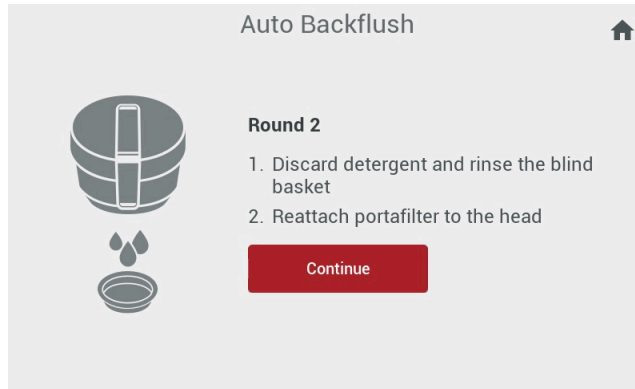 Auto Backflush
Round 2
1. Discard detergent and rinse the blind
basket
2. Reattach portafilter to the head
Continue